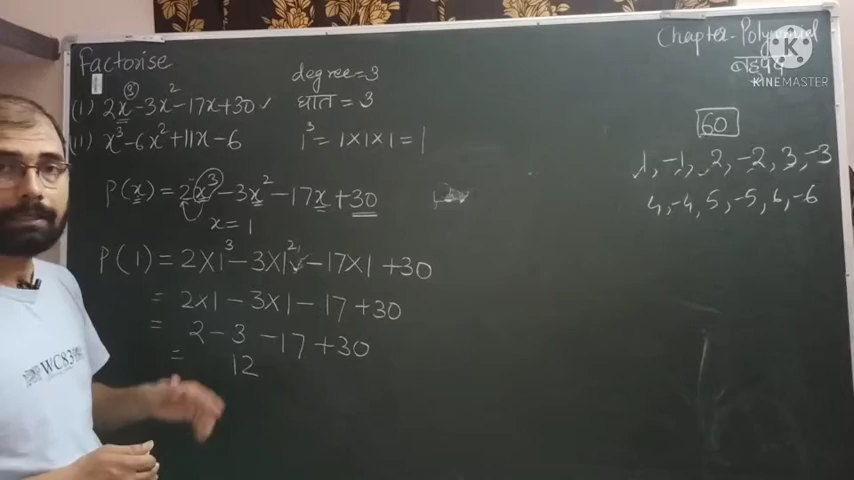 Factorise
(i) 2x³-3x²-17x+30 ✓
(ii) x³-6x²+11x-6
degree=3
घात=3
1³=1×1×1=1
P(x)=2x³-3x²-17x+30
x=1
P(1)=2×1³-3×1²-17×1+30
=2×1-3×1-17+30
=2-3-17+30
=12
Chapter-Polynomial
बहुपद
60
1,-1,2,-2,3,-3
4,-4,5,-5,6,-6
K
KINEMASTER
WC83